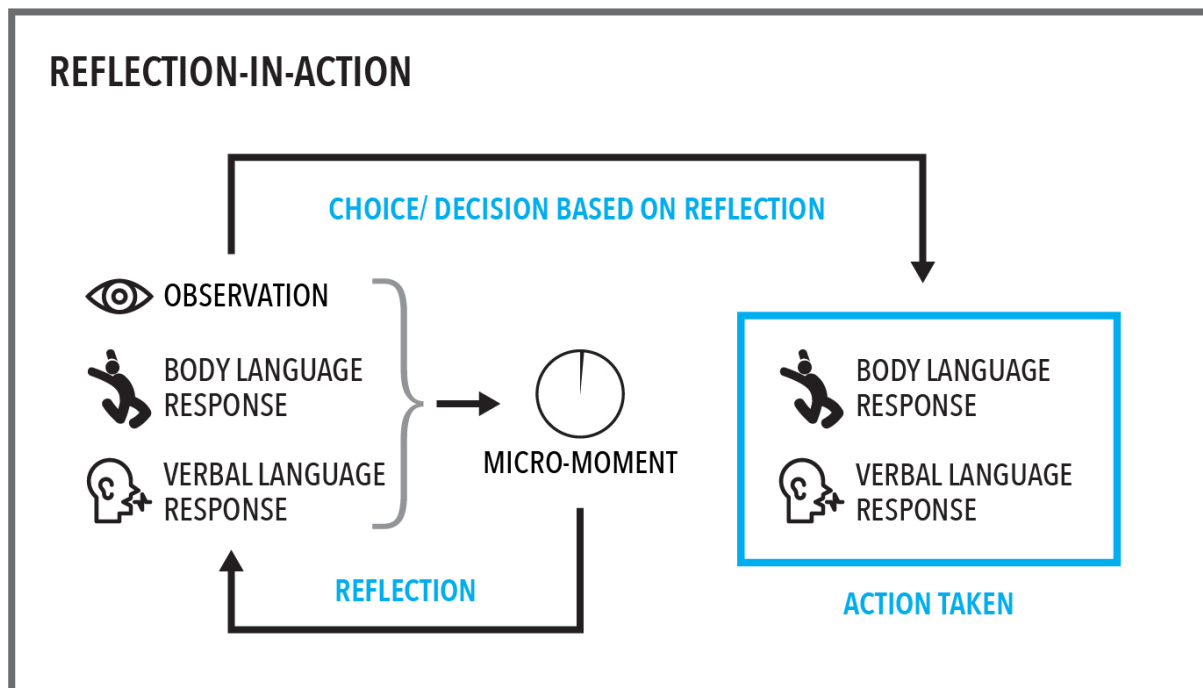 REFLECTION-IN-ACTION
CHOICE/ DECISION BASED ON REFLECTION
OBSERVATION
BODY LANGUAGE
RESPONSE
VERBAL LANGUAGE
RESPONSE
MICRO-MOMENT
REFLECTION
BODY LANGUAGE
RESPONSE
VERBAL LANGUAGE
RESPONSE
ACTION TAKEN